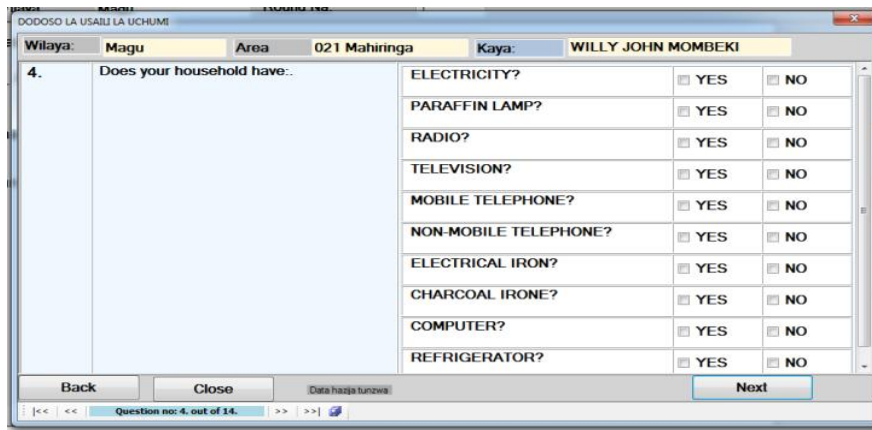 Round No.
DODOSO LA USAILI LA UCHUMI
Wilaya: Magu Area 021 Mahiringa Kaya: WILLY JOHN MOMBEKI
4. Does your household have:. ELECTRICITY? YES NO
PARAFFIN LAMP? YES NO
RADIO? YES NO
TELEVISION? YES NO
MOBILE TELEPHONE? YES NO
NON-MOBILE TELEPHONE? YES NO
ELECTRICAL IRON? YES NO
CHARCOAL IRONE? YES NO
COMPUTER? YES NO
REFRIGERATOR? YES NO
Back Close Data hazija tunzwa Next
|<< << Question no: 4. out of 14. >> >>|